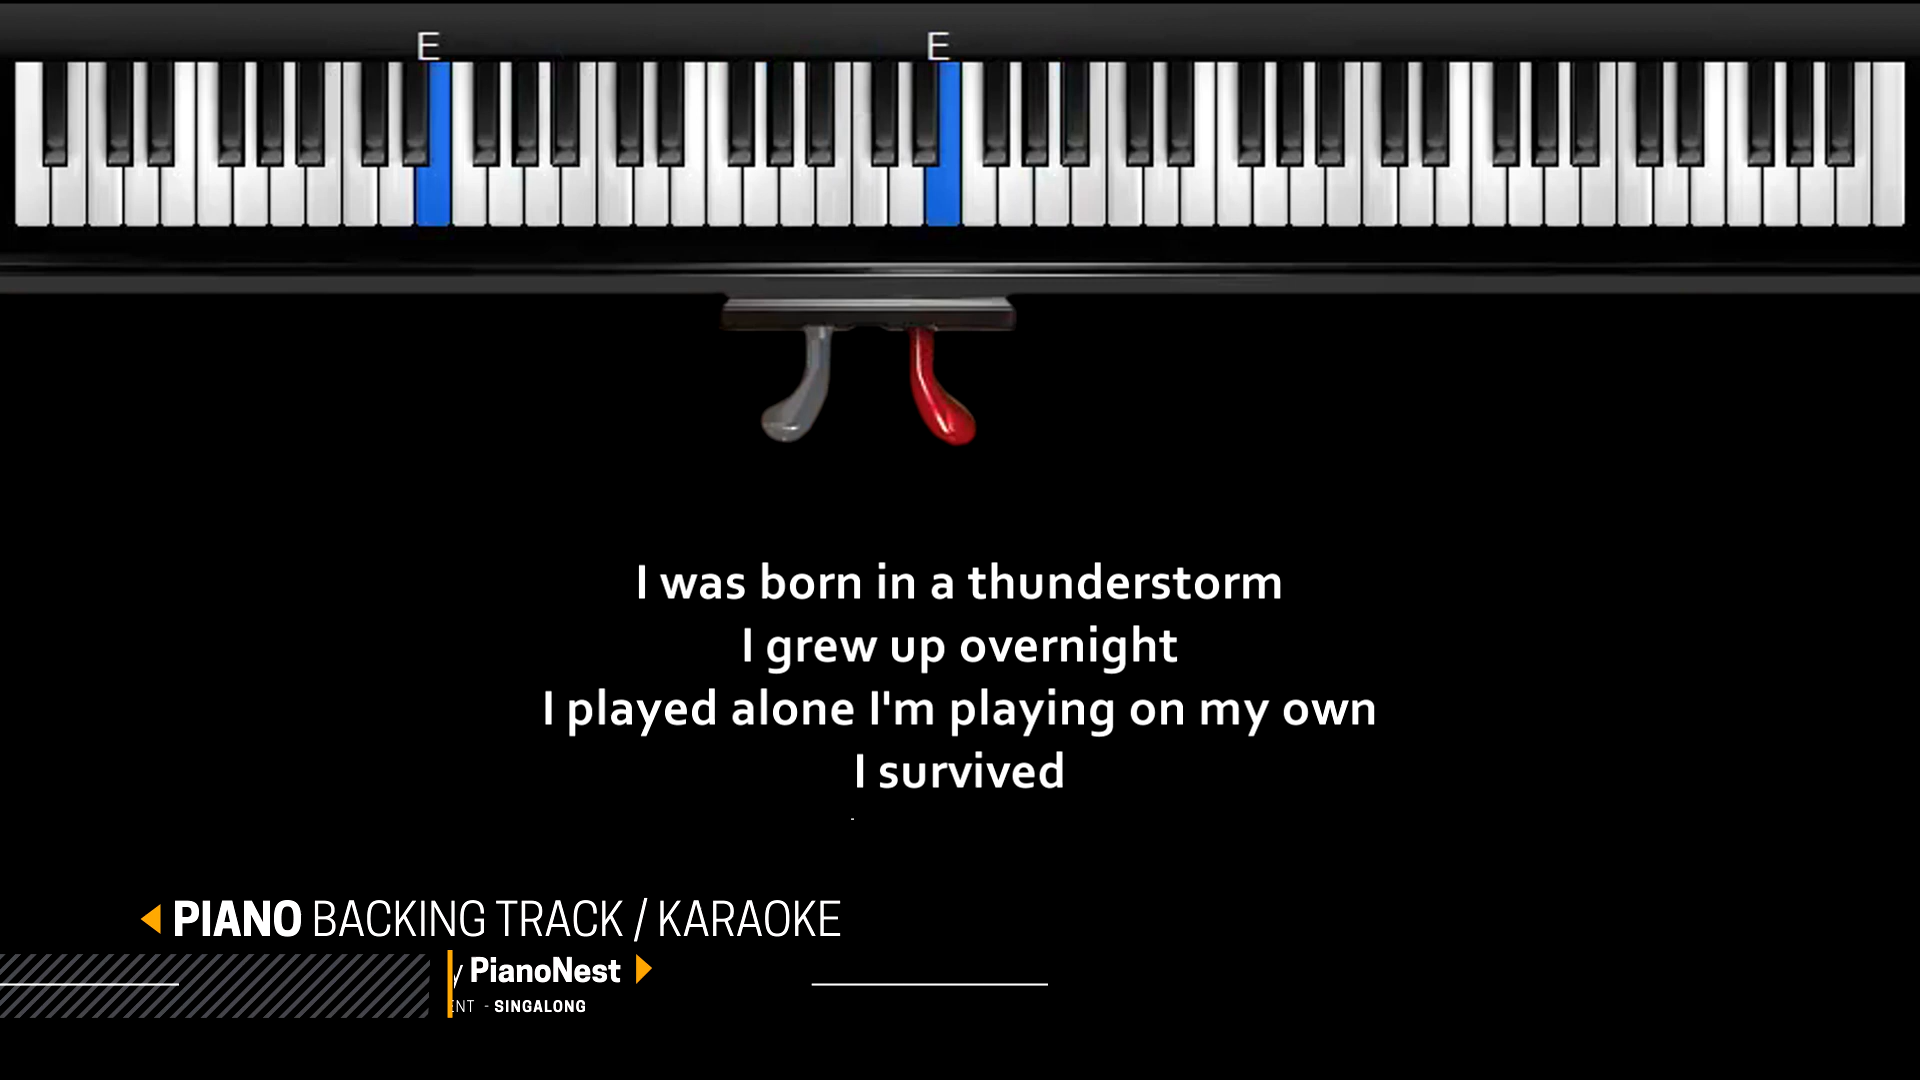 E E
I was born in a thunderstorm
I grew up overnight
I played alone I'm playing on my own
I survived
PIANO BACKING TRACK / KARAOKE
PianoNest
- SINGALONG